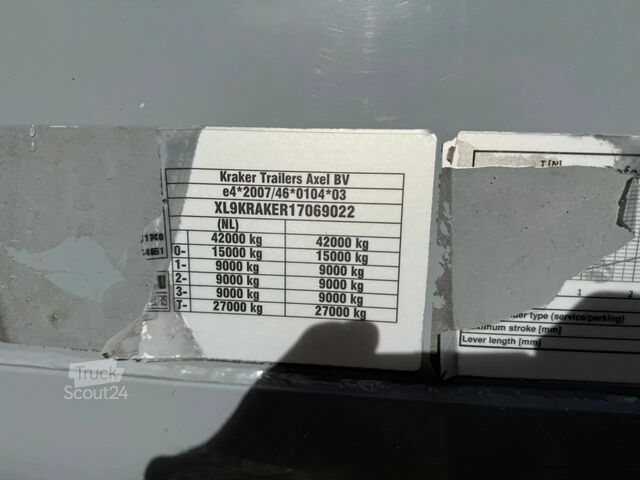 Kraker Trailers Axel BV
e4*2007/46*0104*03
XL9KRAKER17069022
(NL)
42000 kg 42000 kg
0- 15000 kg 15000 kg
1- 9000 kg 9000 kg
2- 9000 kg 9000 kg
3- 9000 kg 9000 kg
T- 27000 kg 27000 kg
T [N]
1 2
type (service/parking)
stroke [mm]
Lever length [mm]
Truck
Scout24